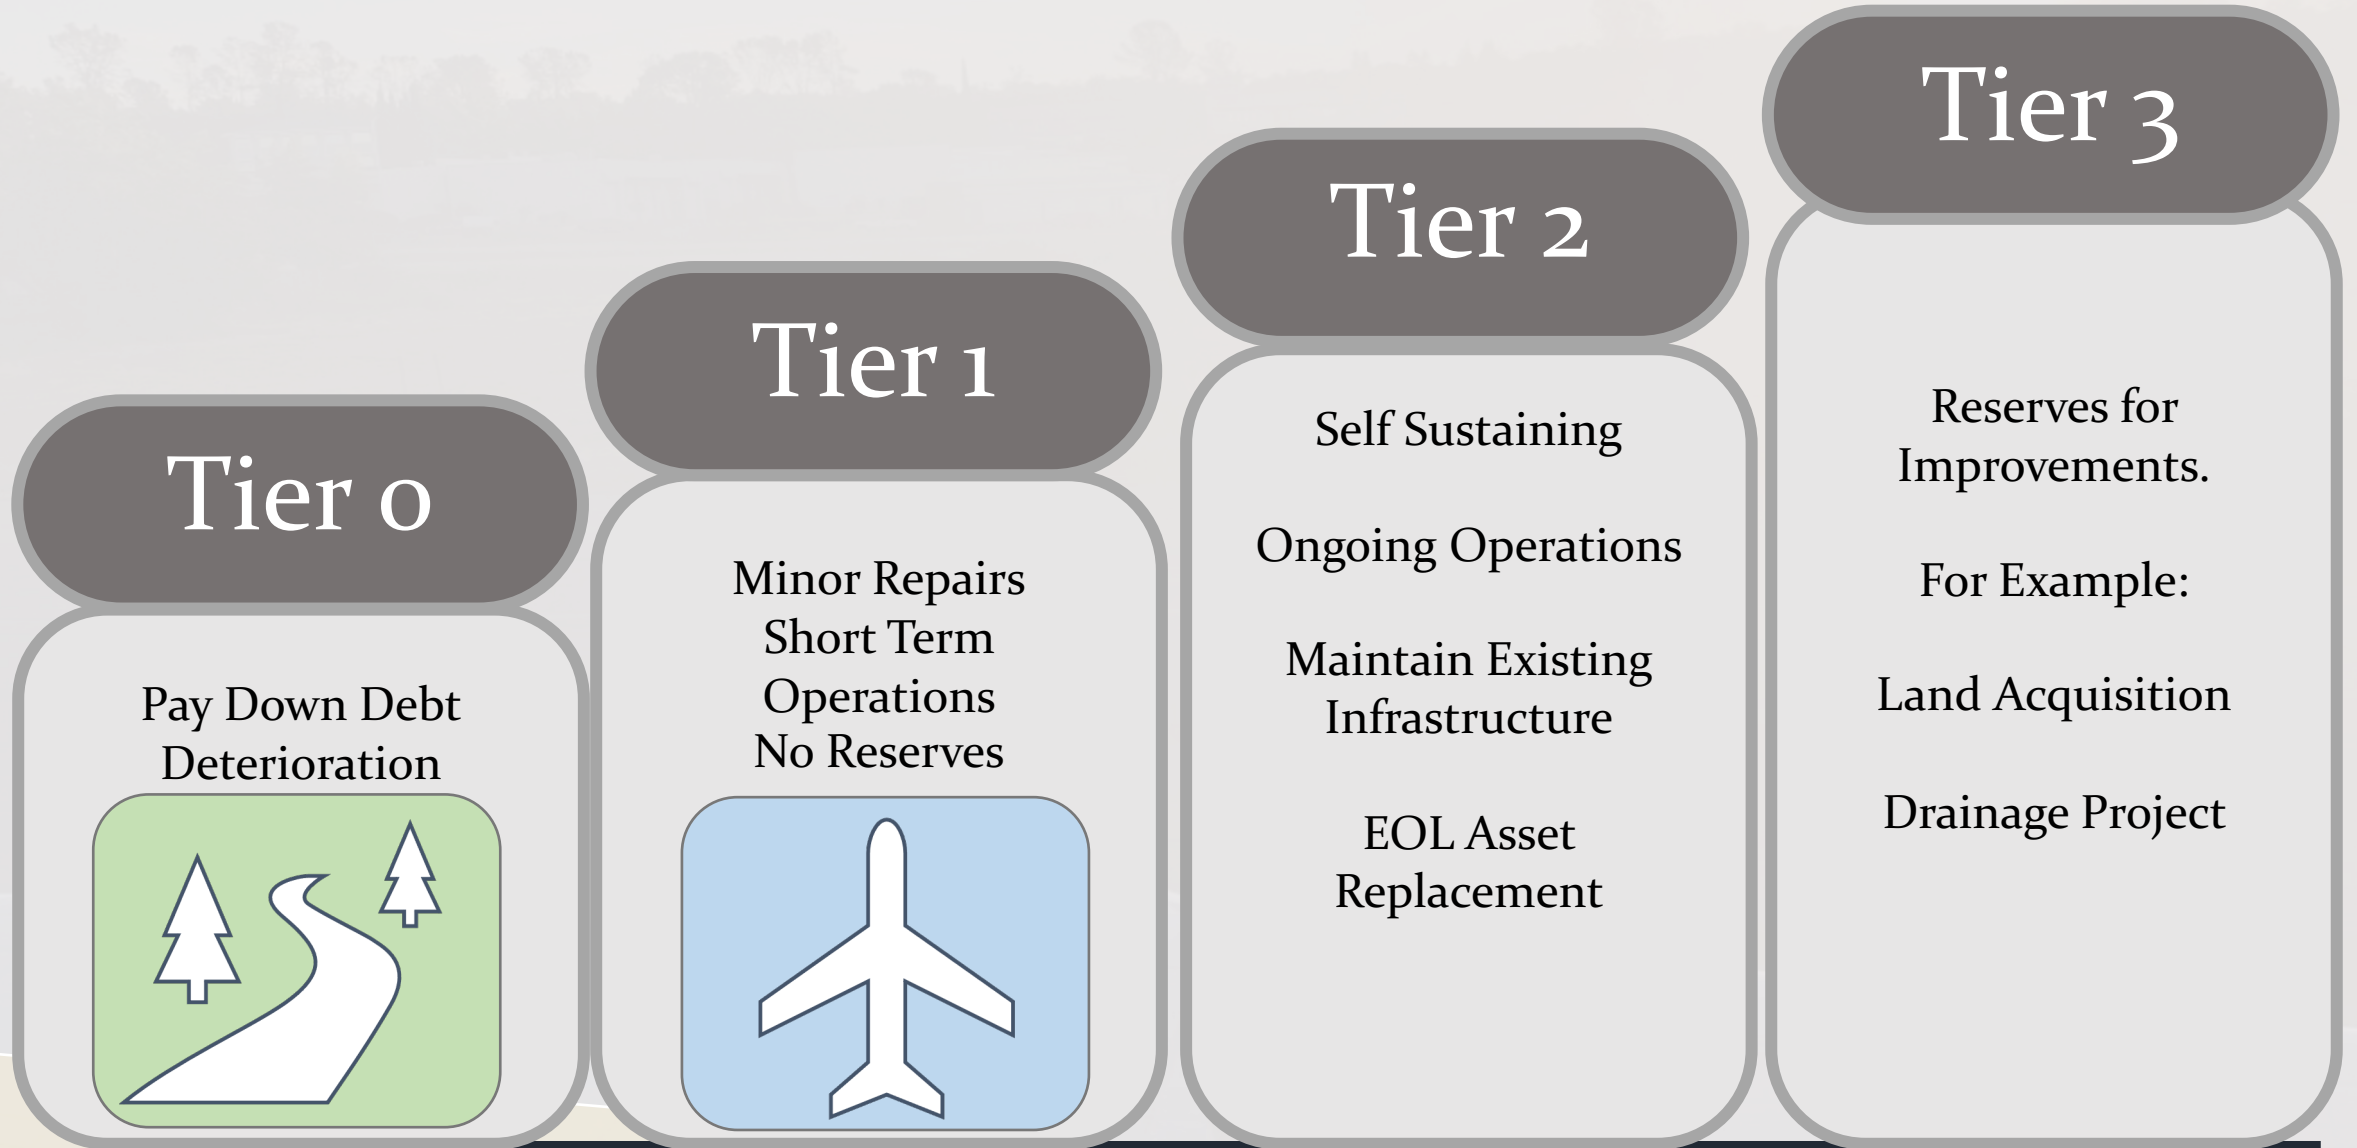 Tier 0
Pay Down Debt
Deterioration
Tier 1
Minor Repairs
Short Term
Operations
No Reserves
Tier 2
Self Sustaining
Ongoing Operations
Maintain Existing
Infrastructure
EOL Asset
Replacement
Tier 3
Reserves for
Improvements.
For Example:
Land Acquisition
Drainage Project